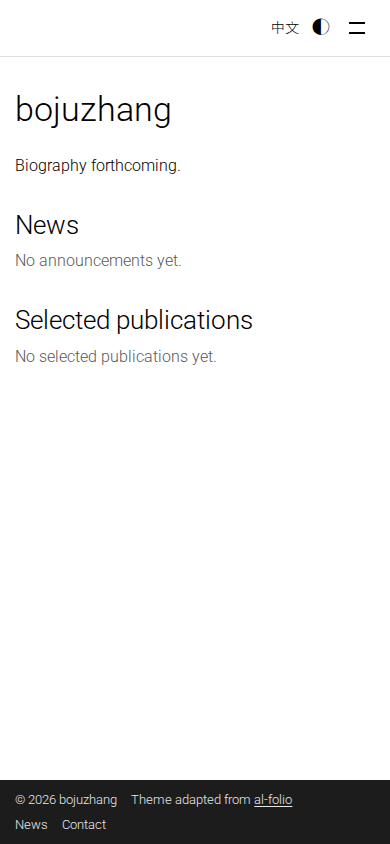 中文
bojuzhang
Biography forthcoming.
News
No announcements yet.
Selected publications
No selected publications yet.
© 2026 bojuzhang Theme adapted from al-folio
News Contact